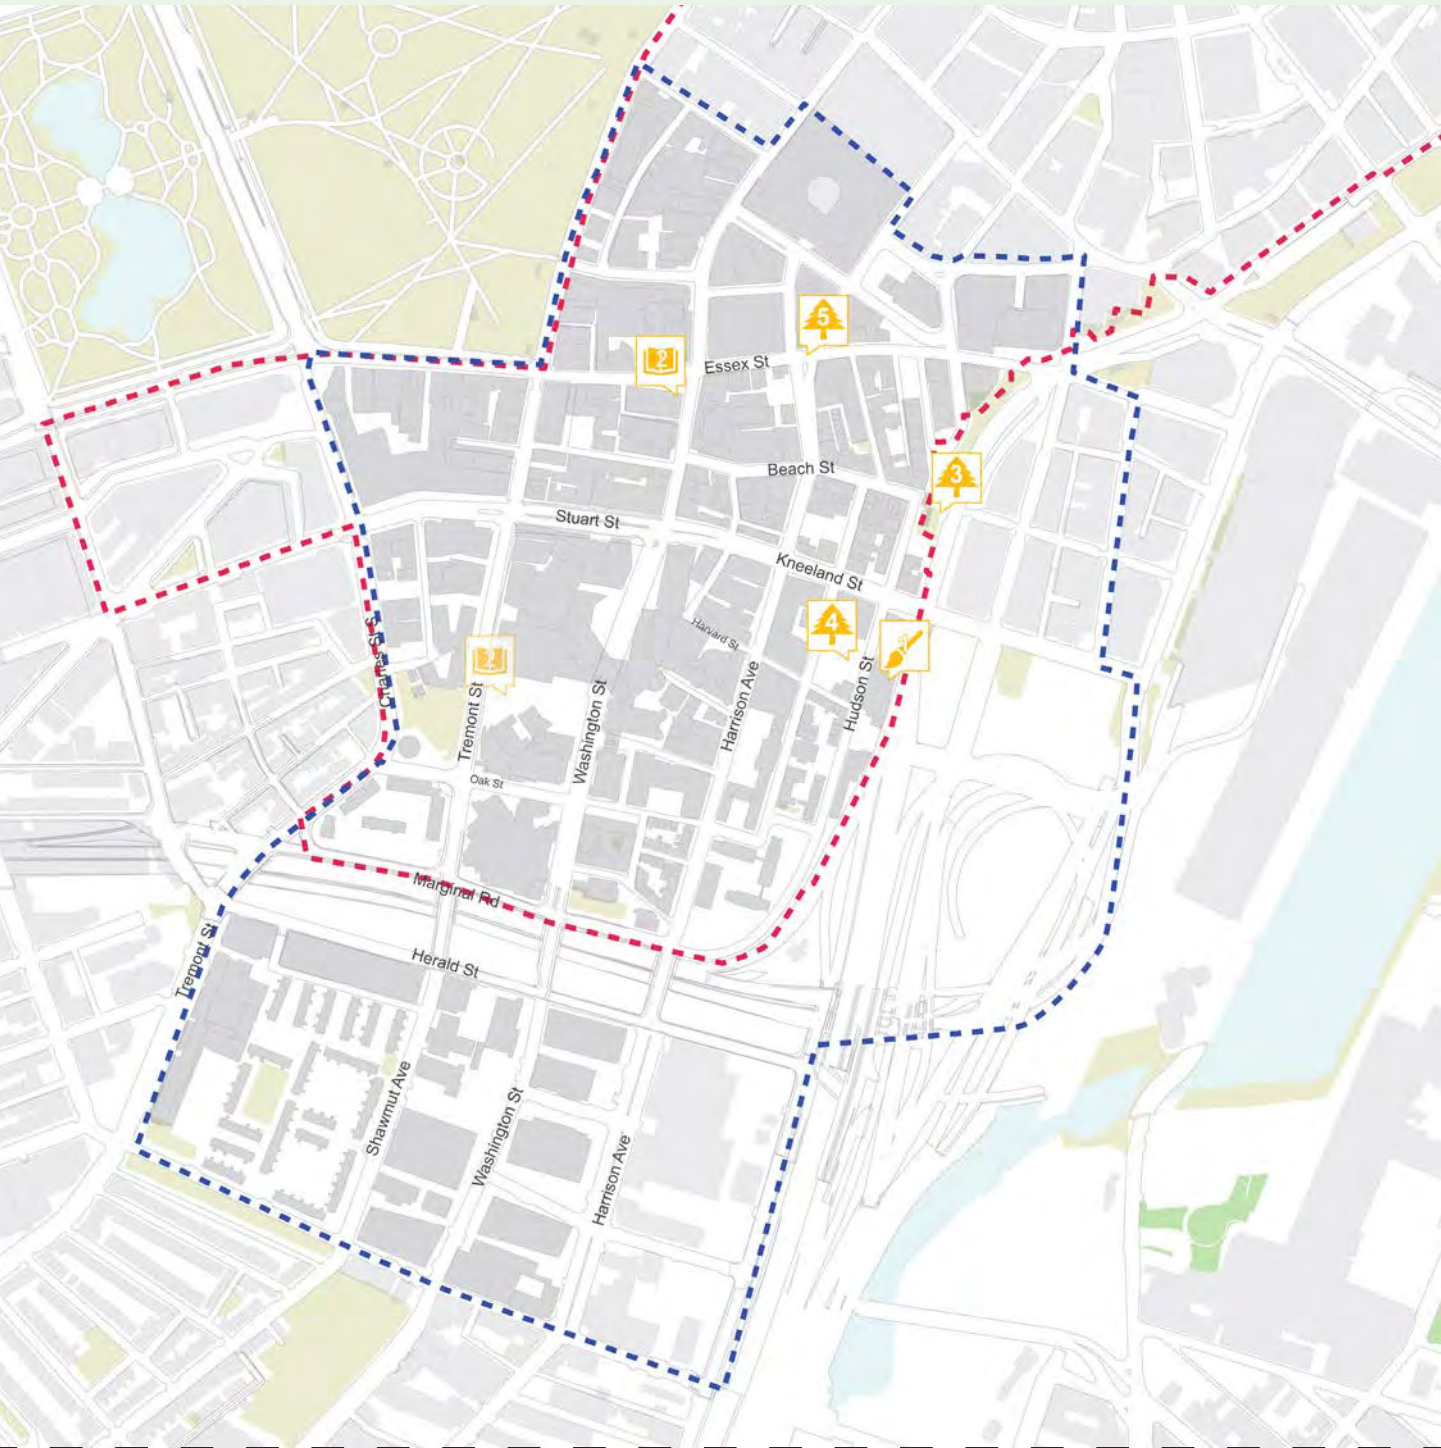 5
2
Essex St
Beach St
3
Stuart St
Kneeland St
4
Harvard St
Charles St S
2
Tremont St
Washington St
Harrison Ave
Hudson St
Oak St
Marginal Rd
Tremont St
Herald St
Shawmut Ave
Washington St
Harrison Ave